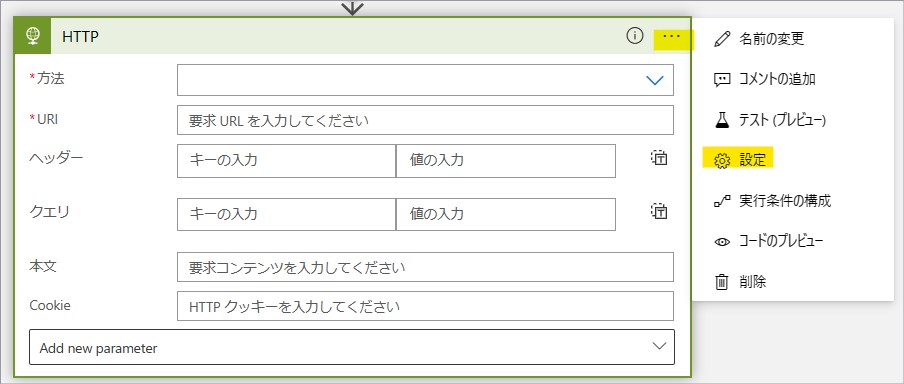 HTTP
*方法
*URI
要求 URL を入力してください
ヘッダー
キーの入力
値の入力
クエリ
キーの入力
値の入力
本文
要求コンテンツを入力してください
Cookie
HTTP クッキーを入力してください
Add new parameter
名前の変更
コメントの追加
テスト (プレビュー)
設定
実行条件の構成
コードのプレビュー
削除